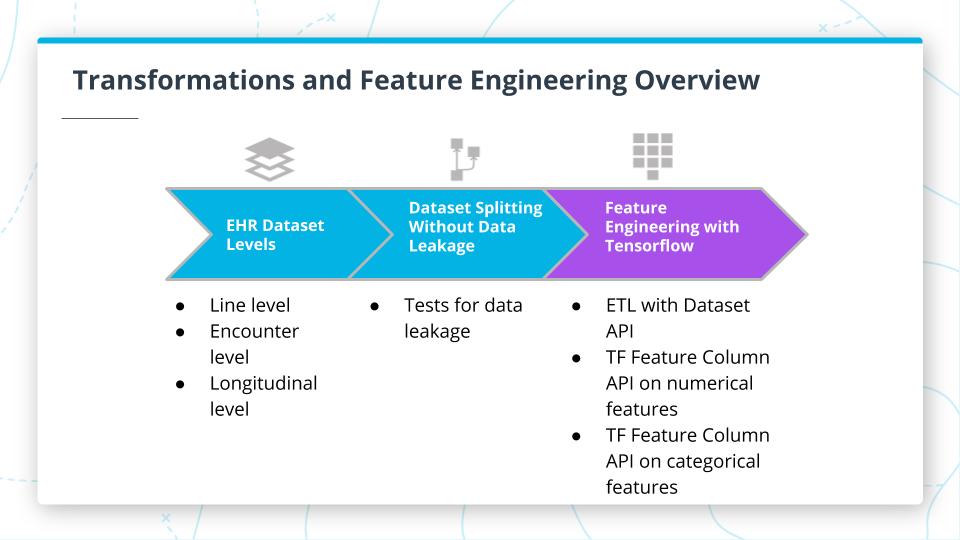 Transformations and Feature Engineering Overview
EHR Dataset
Levels
Dataset Splitting
Without Data
Leakage
Feature
Engineering with
Tensorflow
● Line level
● Encounter
level
● Longitudinal
level
● Tests for data
leakage
● ETL with Dataset
API
● TF Feature Column
API on numerical
features
● TF Feature Column
API on categorical
features